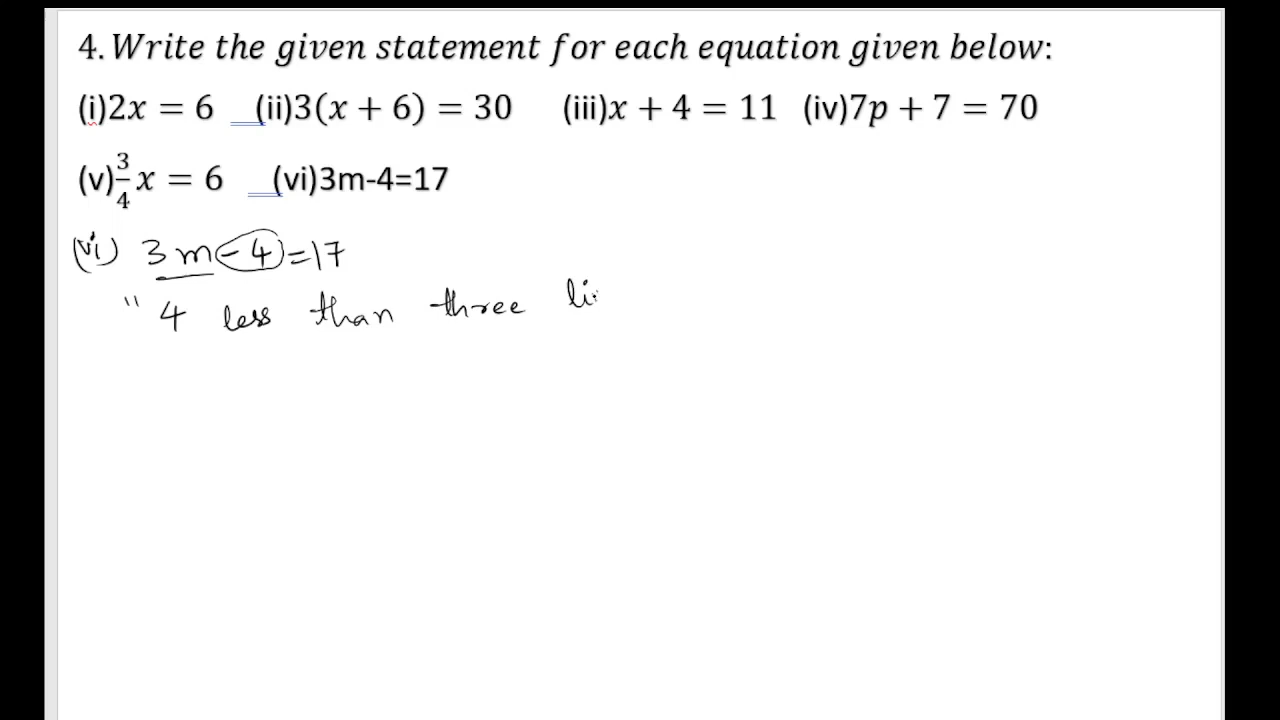 4. Write the given statement for each equation given below:
(i)2x = 6 (ii)3(x + 6) = 30 (iii)x + 4 = 11 (iv)7p + 7 = 70
(v)3/4 x = 6 (vi)3m-4=17
(vi) 3m-4=17
" 4 less than three